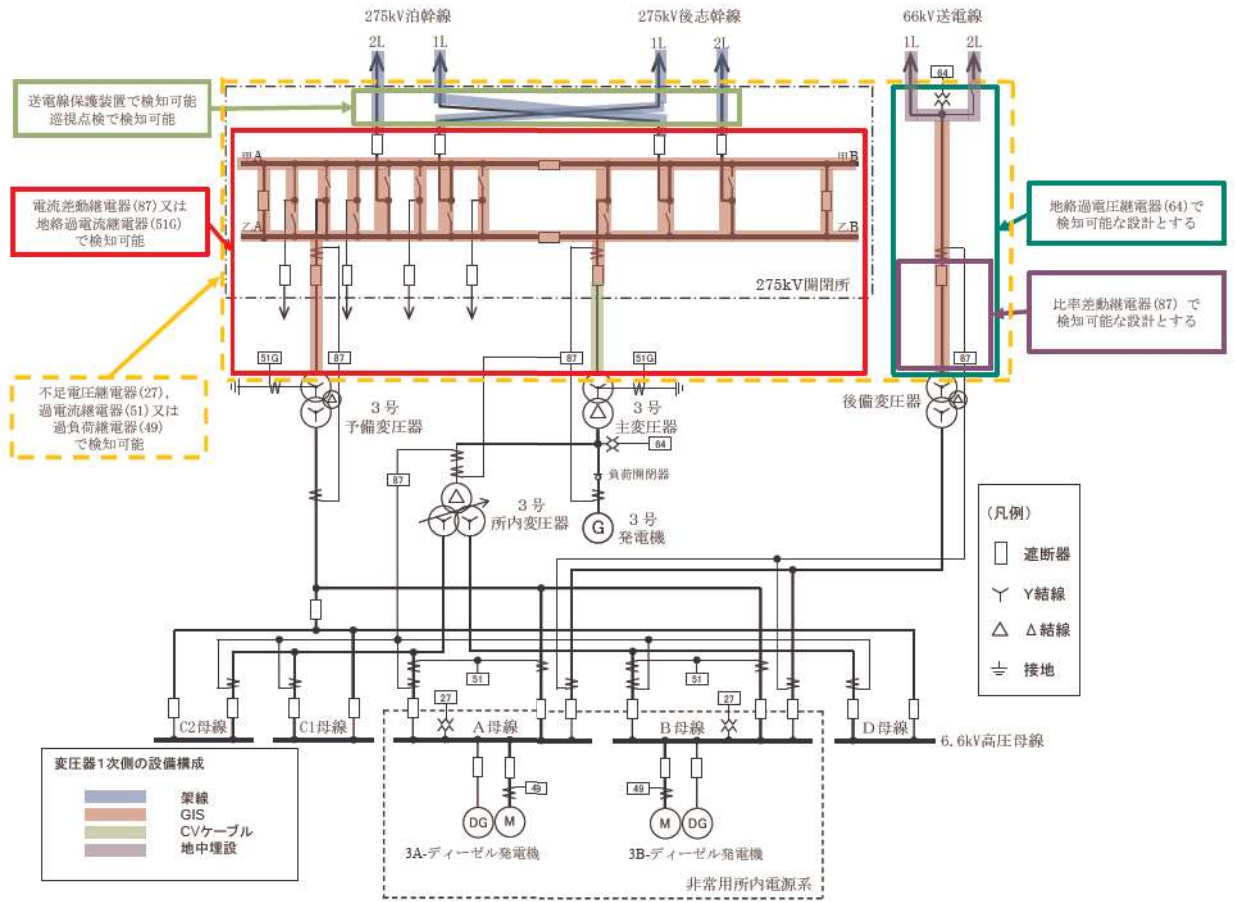 275kV泊幹線
275kV後志幹線
66kV送電線
2L
1L
1L
2L
1L
2L
64
送電線保護装置で検知可能
巡視点検で検知可能
甲A
甲B
電流差動継電器(87)又は
地絡過電流継電器(51G)
で検知可能
地絡過電圧継電器(64)で
検知可能な設計とする
乙A
乙B
275kV開閉所
比率差動継電器(87) で
検知可能な設計とする
51G
87
87
51G
87
不足電圧継電器(27),
過電流継電器(51)又は
過負荷継電器(49)
で検知可能
3号
予備変圧器
3号
主変圧器
後備変圧器
64
87
負荷開閉器
3号
所内変圧器
G
3号
発電機
(凡例)
遮断器
Y結線
Δ結線
接地
51
51
27
27
C2母線
C1母線
A母線
B母線
D母線
6.6kV高圧母線
変圧器1次側の設備構成
架線
GIS
CVケーブル
地中埋設
49
49
DG
M
M
DG
3A-ディーゼル発電機
3B-ディーゼル発電機
非常用所内電源系